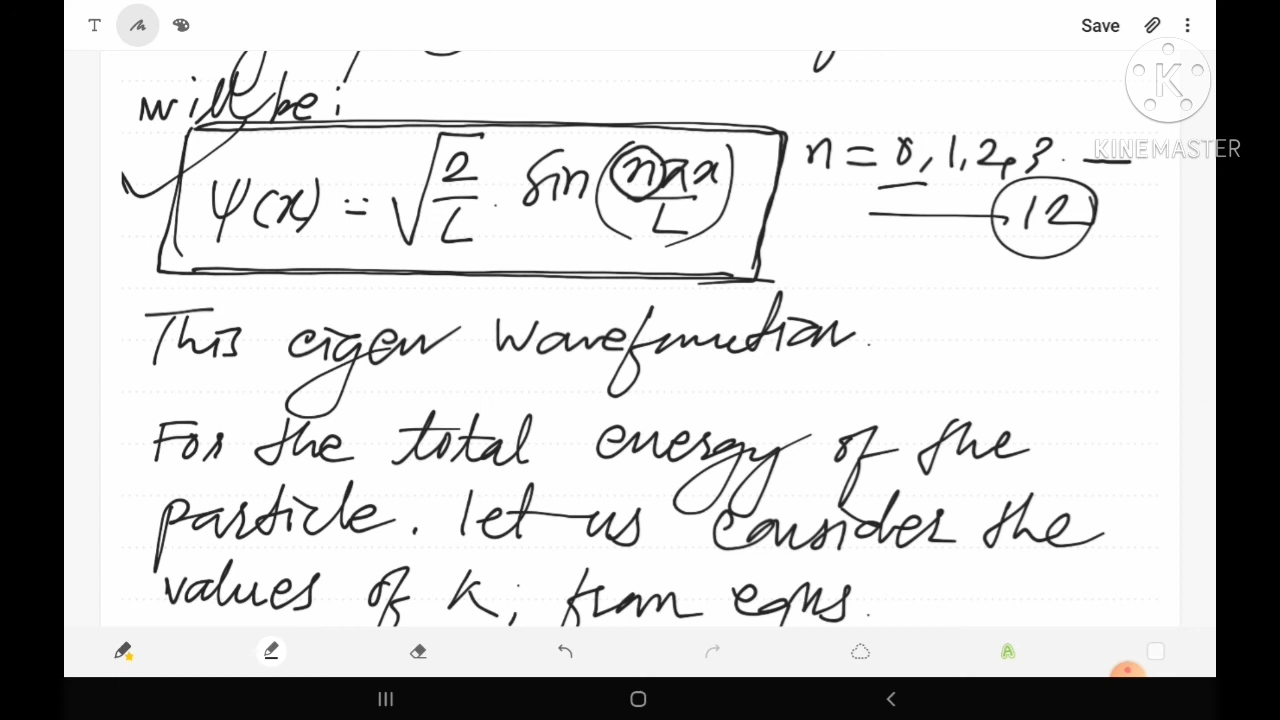 T Save
K
KINEMASTER
will be:
ψ(x) = √(2/L) · sin(nπx/L) n = 0, 1, 2, 3. —
— 12
This eigen wavefunction.
For the total energy of the
particle. let us consider the
values of k, from eqns.
A